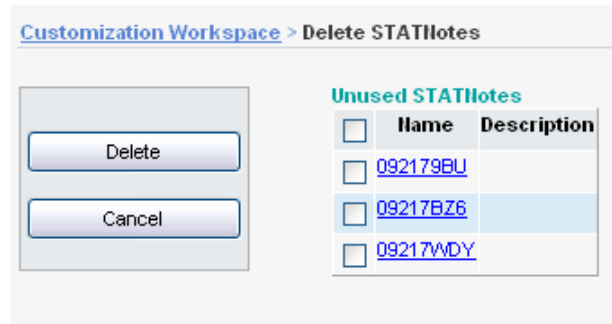 Customization Workspace > Delete STATNotes
Delete
Cancel
Unused STATNotes
Name Description
092179BU
09217BZ6
09217WDY